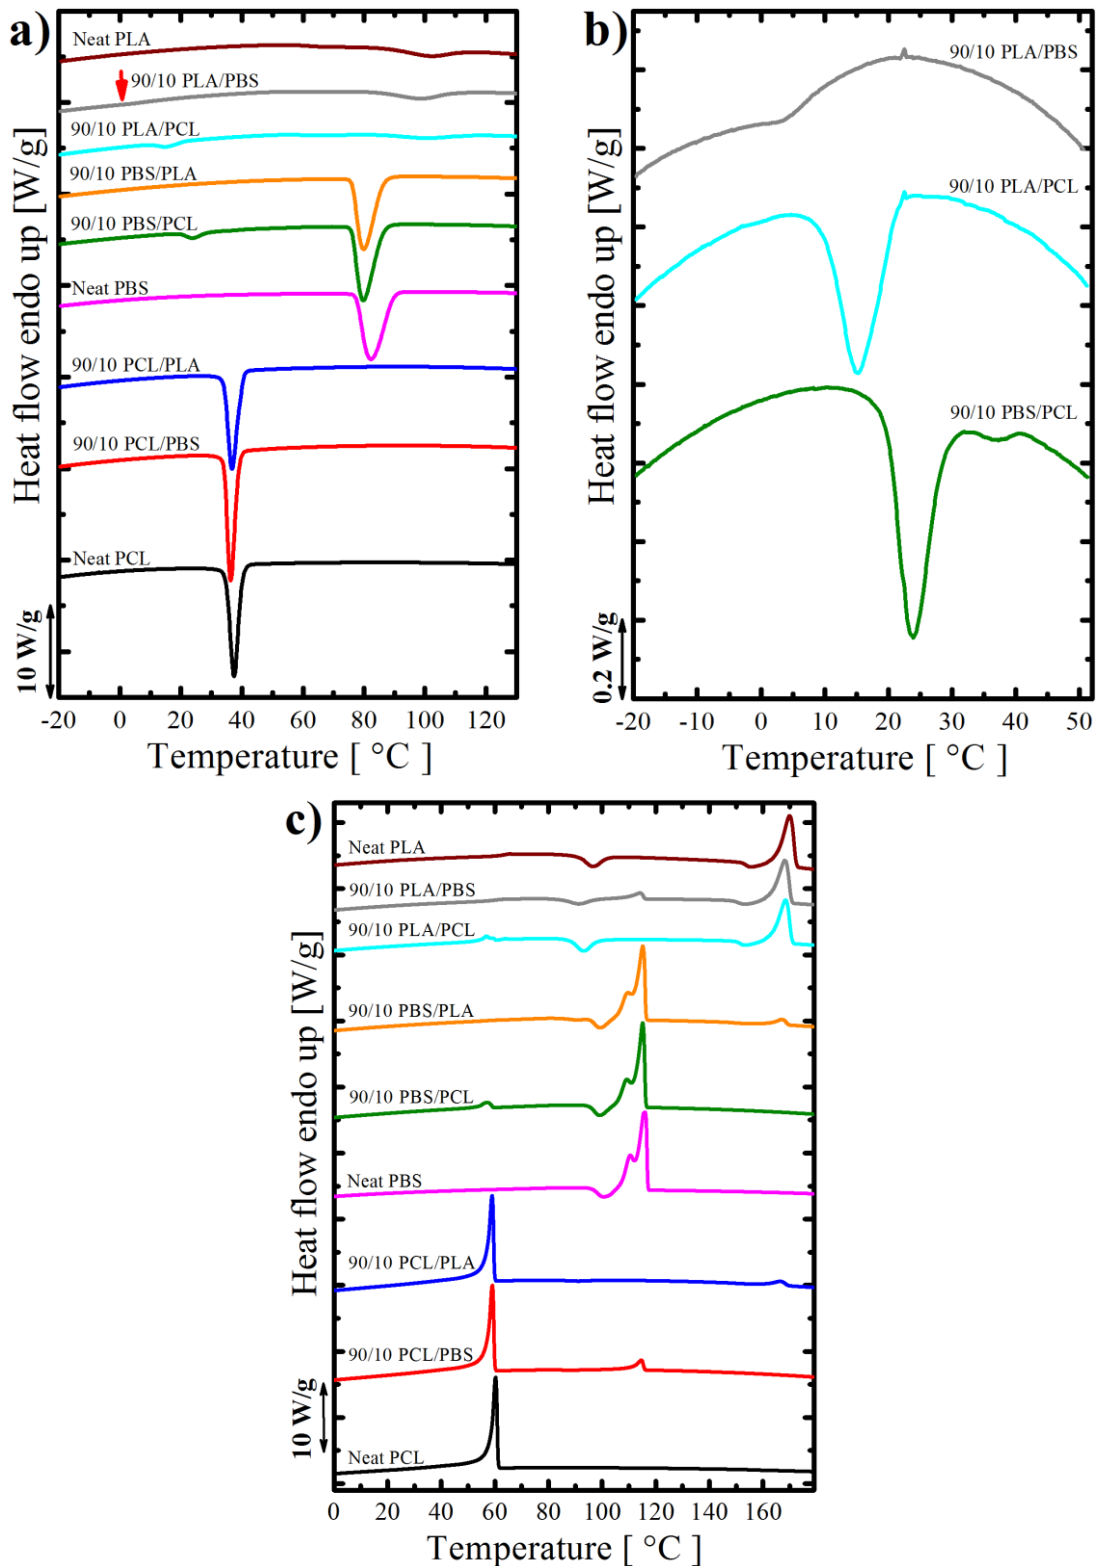 a)
Neat PLA
90/10 PLA/PBS
90/10 PLA/PCL
90/10 PBS/PLA
90/10 PBS/PCL
Neat PBS
90/10 PCL/PLA
90/10 PCL/PBS
Neat PCL
10 W/g
Heat flow endo up [W/g]
-20 0 20 40 60 80 100 120
Temperature [ °C ]
b)
90/10 PLA/PBS
90/10 PLA/PCL
90/10 PBS/PCL
0.2 W/g
Heat flow endo up [W/g]
-20 -10 0 10 20 30 40 50
Temperature [ °C ]
c)
Neat PLA
90/10 PLA/PBS
90/10 PLA/PCL
90/10 PBS/PLA
90/10 PBS/PCL
Neat PBS
90/10 PCL/PLA
90/10 PCL/PBS
Neat PCL
10 W/g
Heat flow endo up [W/g]
0 20 40 60 80 100 120 140 160
Temperature [ °C ]